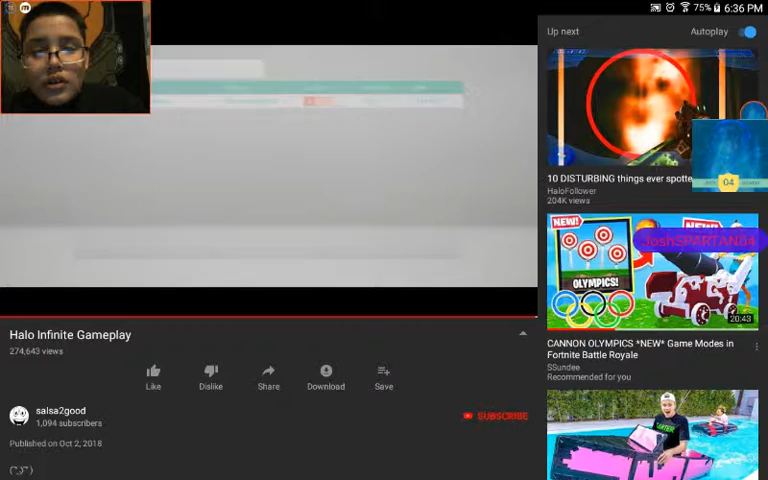 75% 6:36 PM
Up next
Autoplay
10 DISTURBING things ever spotte
HaloFollower
204K views
04
NEW!
NEW!
JoshSPARTAN04
OLYMPICS!
20:43
CANNON OLYMPICS *NEW* Game Modes in
Fortnite Battle Royale
SSundee
Recommended for you
Halo Infinite Gameplay
274,643 views
Like
Dislike
Share
Download
Save
salsa2good
1,094 subscribers
SUBSCRIBE
Published on Oct 2, 2018